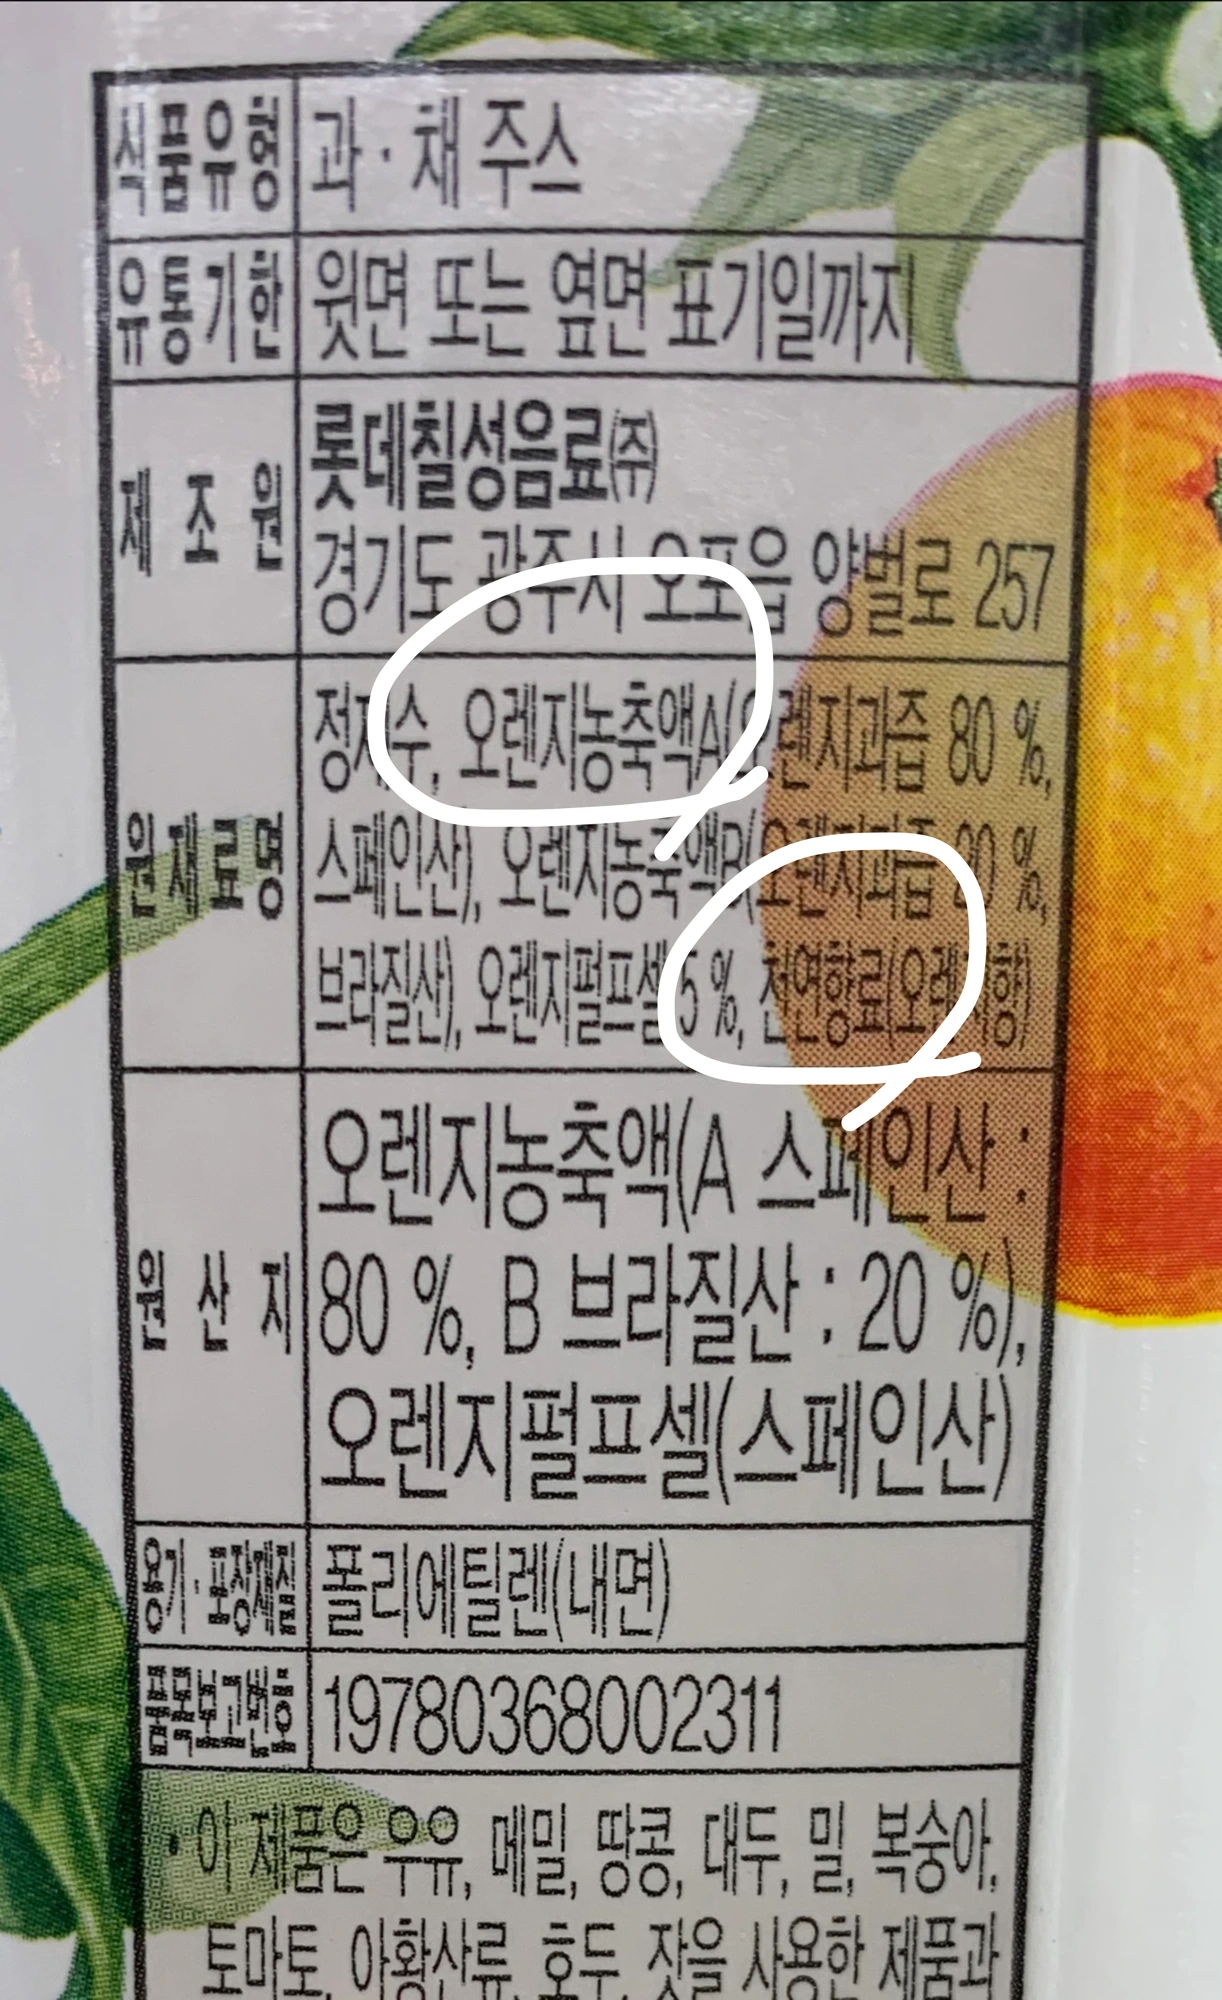 식품유형 과·채주스
유통기한 윗면 또는 옆면 표기일까지
제조원 롯데칠성음료㈜
경기도 광주시 오포읍 양벌로 257
원재료명 정제수, 오렌지농축액A(오렌지과즙 80 %,
스페인산), 오렌지농축액B(오렌지과즙 20 %,
브라질산), 오렌지펄프셀 5 %, 천연향료(오렌지향)
원산지 오렌지농축액(A 스페인산 :
80 %, B 브라질산 : 20 %),
오렌지펄프셀(스페인산)
용기·포장재질 폴리에틸렌(내면)
품목보고번호 19780368002311
· 이 제품은 우유, 메밀, 땅콩, 대두, 밀, 복숭아,
토마토, 아황산류, 호두, 잣을 사용한 제품과